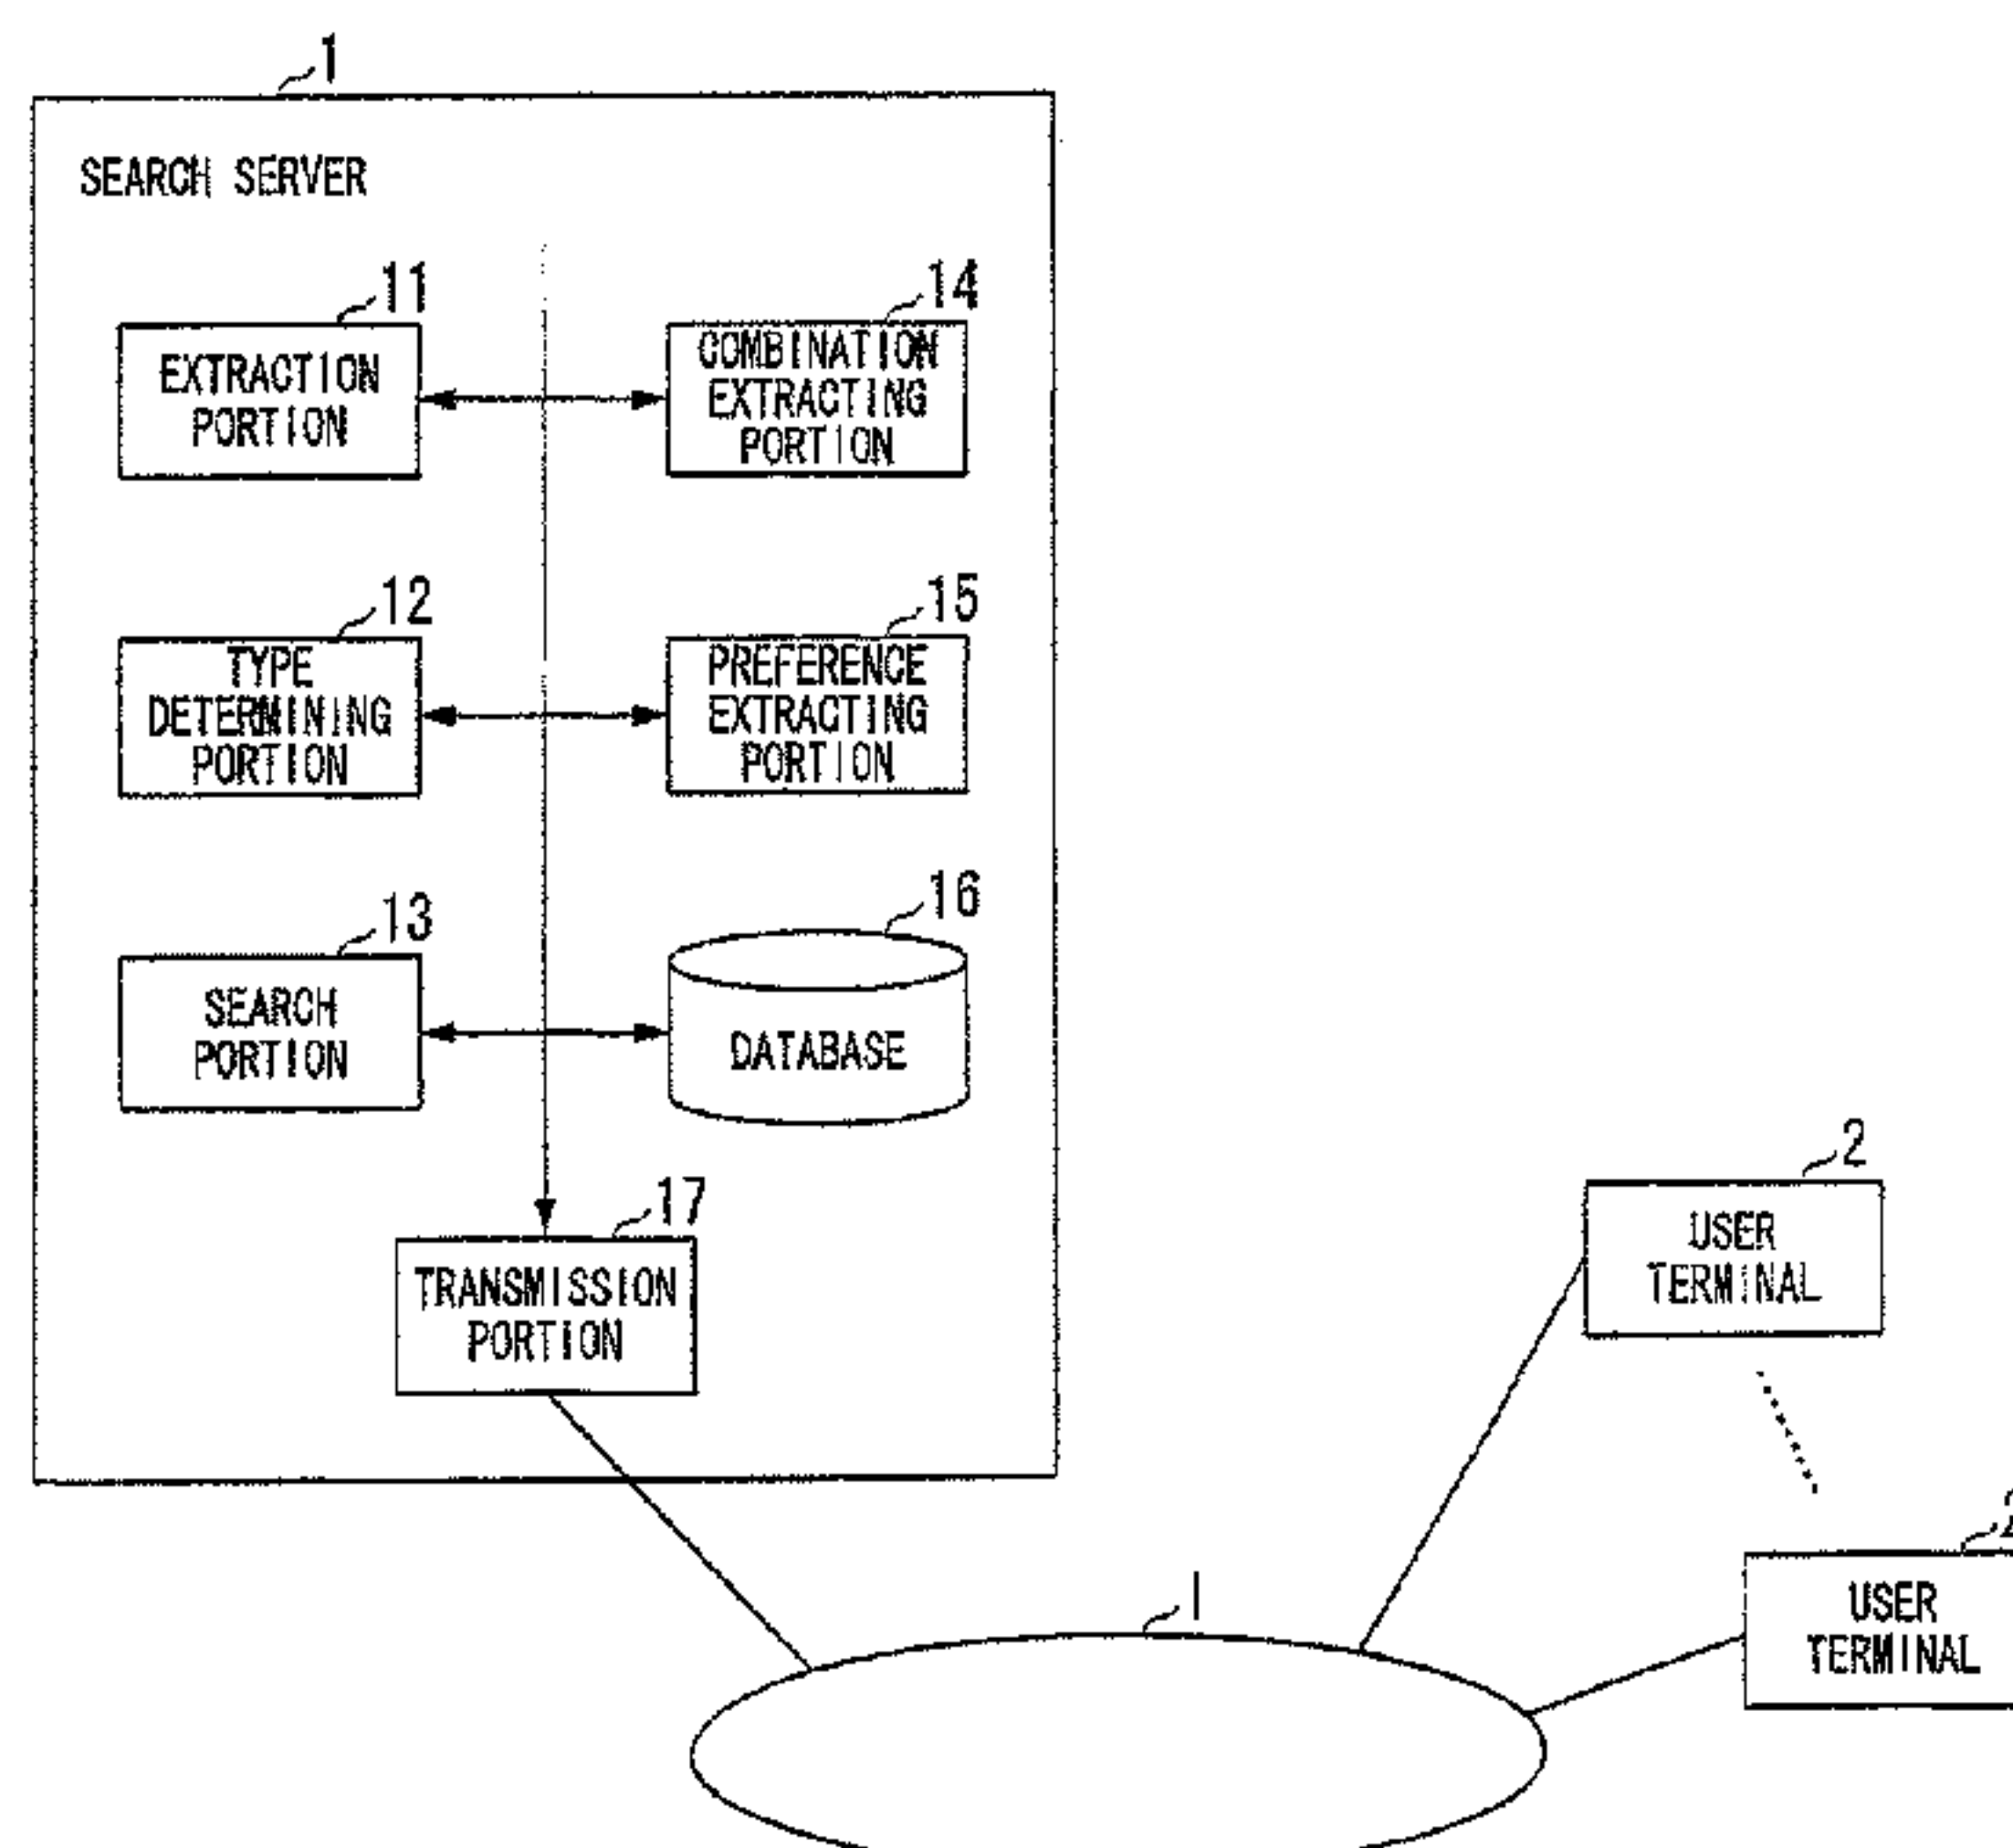 1
SEARCH SERVER
11
EXTRACTION
PORTION
14
COMBINATION
EXTRACTING
PORTION
12
TYPE
DETERMINING
PORTION
15
PREFERENCE
EXTRACTING
PORTION
13
SEARCH
PORTION
16
DATABASE
17
TRANSMISSION
PORTION
2
USER
TERMINAL
2
USER
TERMINAL
I